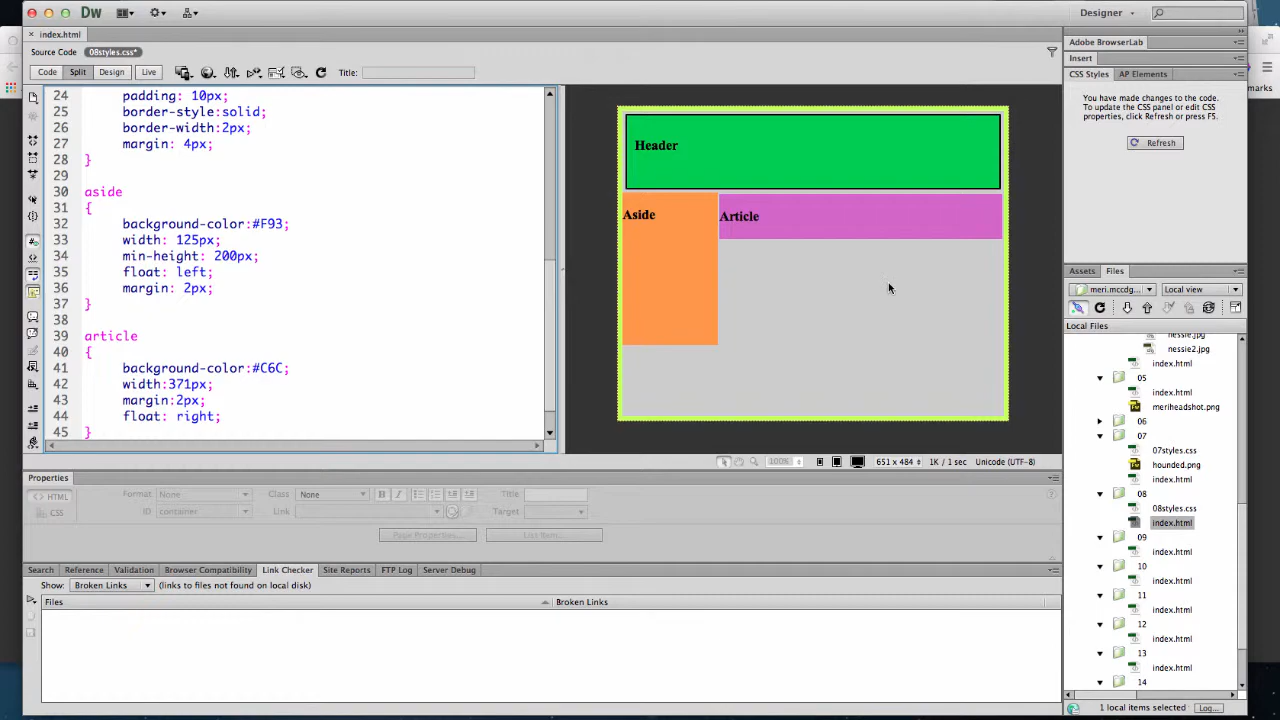 Dw
Designer
index.html
Source Code 08styles.css*
Code Split Design Live Title:
24 padding: 10px;
25 border-style:solid;
26 border-width:2px;
27 margin: 4px;
28 }
29
30 aside
31 {
32 background-color:#F93;
33 width: 125px;
34 min-height: 200px;
35 float: left;
36 margin: 2px;
37 }
38
39 article
40 {
41 background-color:#C6C;
42 width:371px;
43 margin:2px;
44 float: right;
45 }
Header
Aside
Article
100% 651 x 484 1K / 1 sec Unicode (UTF-8)
Adobe BrowserLab
Insert
CSS Styles AP Elements
You have made changes to the code.
To update the CSS panel or edit CSS
properties, click Refresh or press F5.
Refresh
marks
Assets Files
meri.mccdg... Local view
Local Files
nessie.jpg
nessie2.jpg
index.html
05
index.html
meriheadshot.png
06
07
07styles.css
hounded.png
index.html
08
08styles.css
index.html
09
index.html
10
index.html
11
index.html
12
index.html
13
index.html
14
1 local items selected Log...
Properties
HTML Format None Class None B I Title
CSS ID container Link Target
Page Properties... List Item...
Search Reference Validation Browser Compatibility Link Checker Site Reports FTP Log Server Debug
Show: Broken Links (links to files not found on local disk)
Files Broken Links